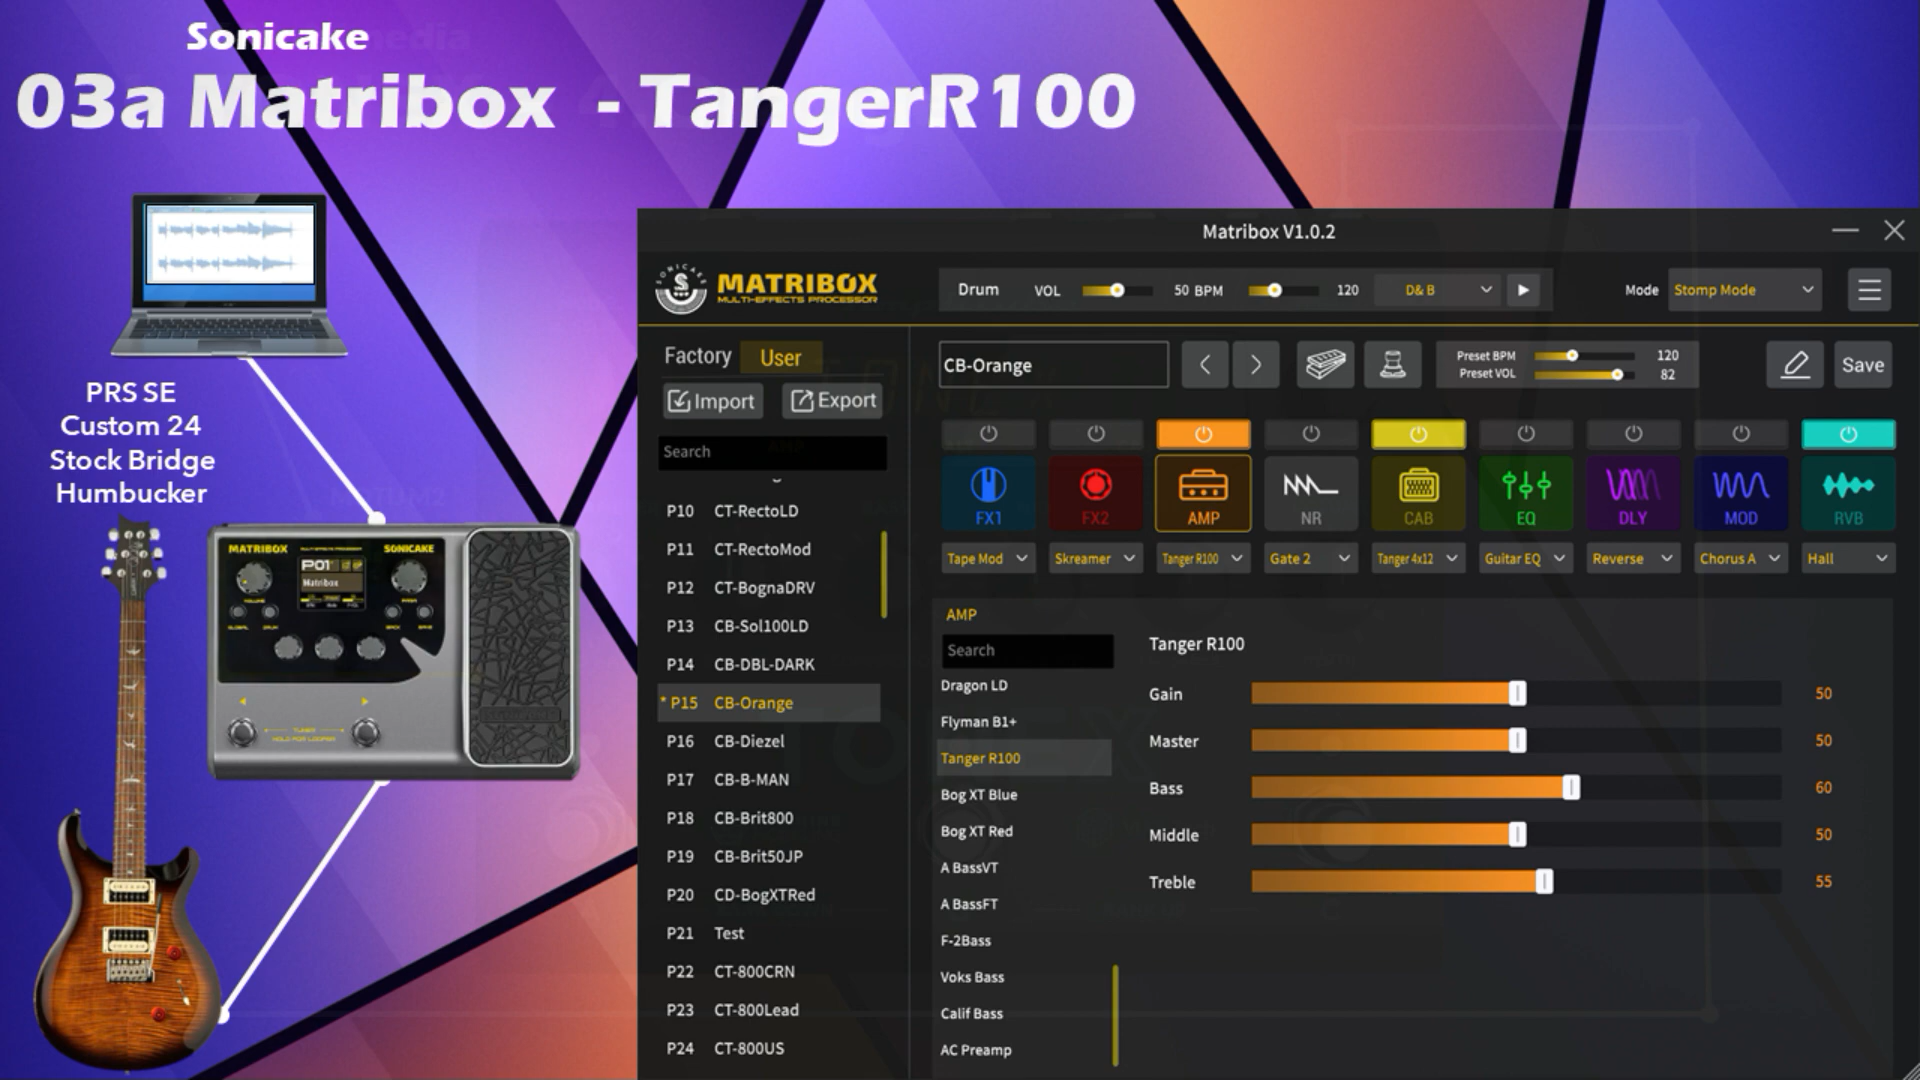 Sonicake
03a Matribox - TangerR100
PRS SE
Custom 24
Stock Bridge
Humbucker
MATRIBOX
SONICAKE
P01
Matribox
Matribox V1.0.2
SONICAKE
MATRIBOX
MULTI-EFFECTS PROCESSOR
Drum VOL 50 BPM 120 D&B
Mode Stomp Mode
Factory User
Import Export
Search
P10 CT-RectoLD
P11 CT-RectoMod
P12 CT-BognaDRV
P13 CB-Sol100LD
P14 CB-DBL-DARK
* P15 CB-Orange
P16 CB-Diezel
P17 CB-B-MAN
P18 CB-Brit800
P19 CB-Brit50JP
P20 CD-BogXTRed
P21 Test
P22 CT-800CRN
P23 CT-800Lead
P24 CT-800US
CB-Orange
Preset BPM 120
Preset VOL 82
Save
FX1 FX2 AMP NR CAB EQ DLY MOD RVB
Tape Mod Skreamer Tanger R100 Gate 2 Tanger 4x12 Guitar EQ Reverse Chorus A Hall
AMP
Search
Dragon LD
Flyman B1+
Tanger R100
Bog XT Blue
Bog XT Red
A BassVT
A BassFT
F-2Bass
Voks Bass
Calif Bass
AC Preamp
Tanger R100
Gain 50
Master 50
Bass 60
Middle 50
Treble 55